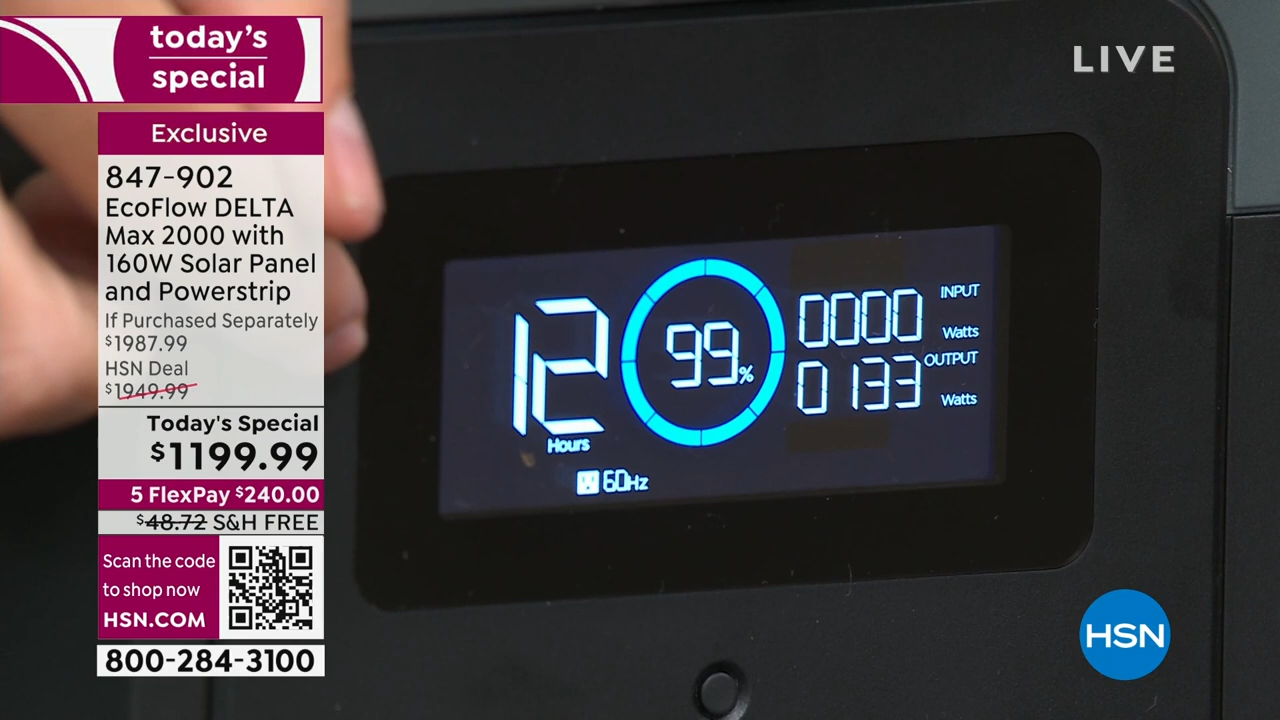 today's
special
Exclusive
847-902
EcoFlow DELTA
Max 2000 with
160W Solar Panel
and Powerstrip
If Purchased Separately
$1987.99
HSN Deal
$1949.99
Today's Special
$1199.99
5 FlexPay $240.00
$48.72 S&H FREE
Scan the code
to shop now
HSN.COM
800-284-3100
LIVE
12
Hours
99%
0000 INPUT
Watts
0133 OUTPUT
Watts
60Hz
HSN